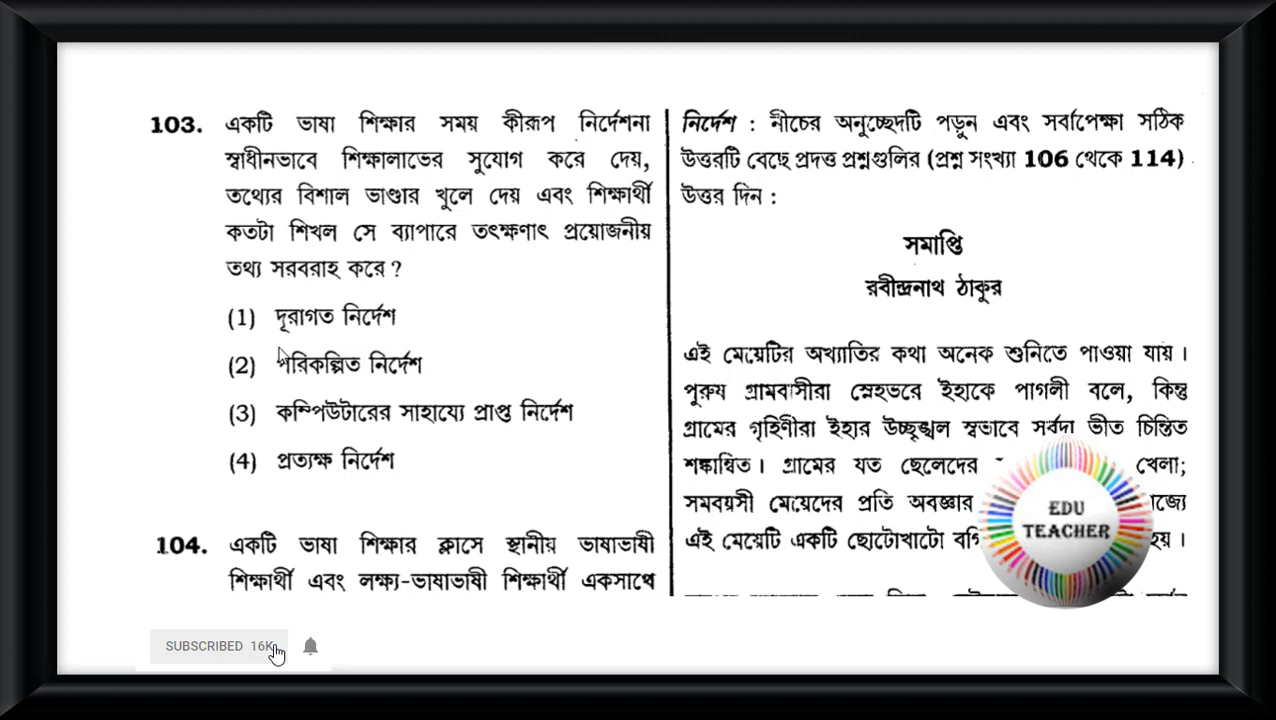 103. একটি ভাষা শিক্ষার সময় কীরূপ নির্দেশনা
স্বাধীনভাবে শিক্ষালাভের সুযোগ করে দেয়,
তথ্যের বিশাল ভাণ্ডার খুলে দেয় এবং শিক্ষার্থী
কতটা শিখল সে ব্যাপারে তৎক্ষণাৎ প্রয়োজনীয়
তথ্য সরবরাহ করে ?
(1) দূরাগত নির্দেশ
(2) পরিকল্পিত নির্দেশ
(3) কম্পিউটারের সাহায্যে প্রাপ্ত নির্দেশ
(4) প্রত্যক্ষ নির্দেশ
104. একটি ভাষা শিক্ষার ক্লাসে স্থানীয় ভাষাভাষী
শিক্ষার্থী এবং লক্ষ্য-ভাষাভাষী শিক্ষার্থী একসাথে
নির্দেশ : নীচের অনুচ্ছেদটি পড়ুন এবং সর্বাপেক্ষা সঠিক
উত্তরটি বেছে প্রদত্ত প্রশ্নগুলির (প্রশ্ন সংখ্যা 106 থেকে 114)
উত্তর দিন :
সমাপ্তি
রবীন্দ্রনাথ ঠাকুর
এই মেয়েটির অখ্যাতির কথা অনেক শুনিতে পাওয়া যায়।
পুরুষ গ্রামবাসীরা স্নেহভরে ইহাকে পাগলী বলে, কিন্তু
গ্রামের গৃহিণীরা ইহার উচ্ছৃঙ্খল স্বভাবে সর্বদা ভীত চিন্তিত
শঙ্কান্বিত। গ্রামের যত ছেলেদের খেলা;
সমবয়সী মেয়েদের প্রতি অবজ্ঞার
এই মেয়েটি একটি ছোটোখাটো হয়।
EDU
TEACHER
SUBSCRIBED 16K